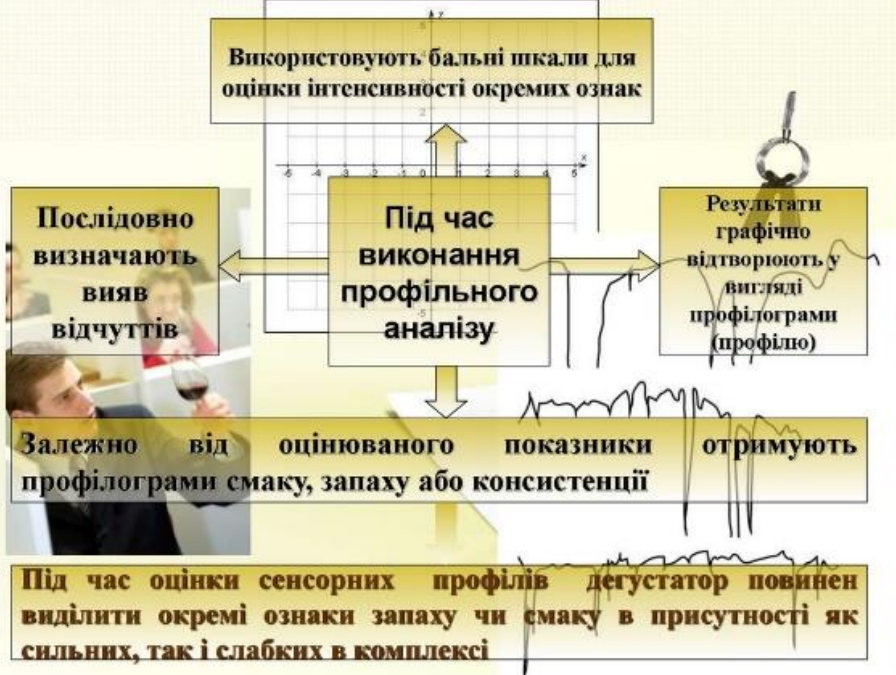 Використовують бальні шкали для
оцінки інтенсивності окремих ознак
Послідовно
визначають
вияв
відчуттів
Під час
виконання
профільного
аналізу
Результати
графічно
відтворюють у
вигляді
профілограми
(профілю)
Залежно від оцінюваного показники отримують
профілограми смаку, запаху або консистенції
Під час оцінки сенсорних профілів дегустатор повинен
виділити окремі ознаки запаху чи смаку в присутності як
сильних, так і слабких в комплексі